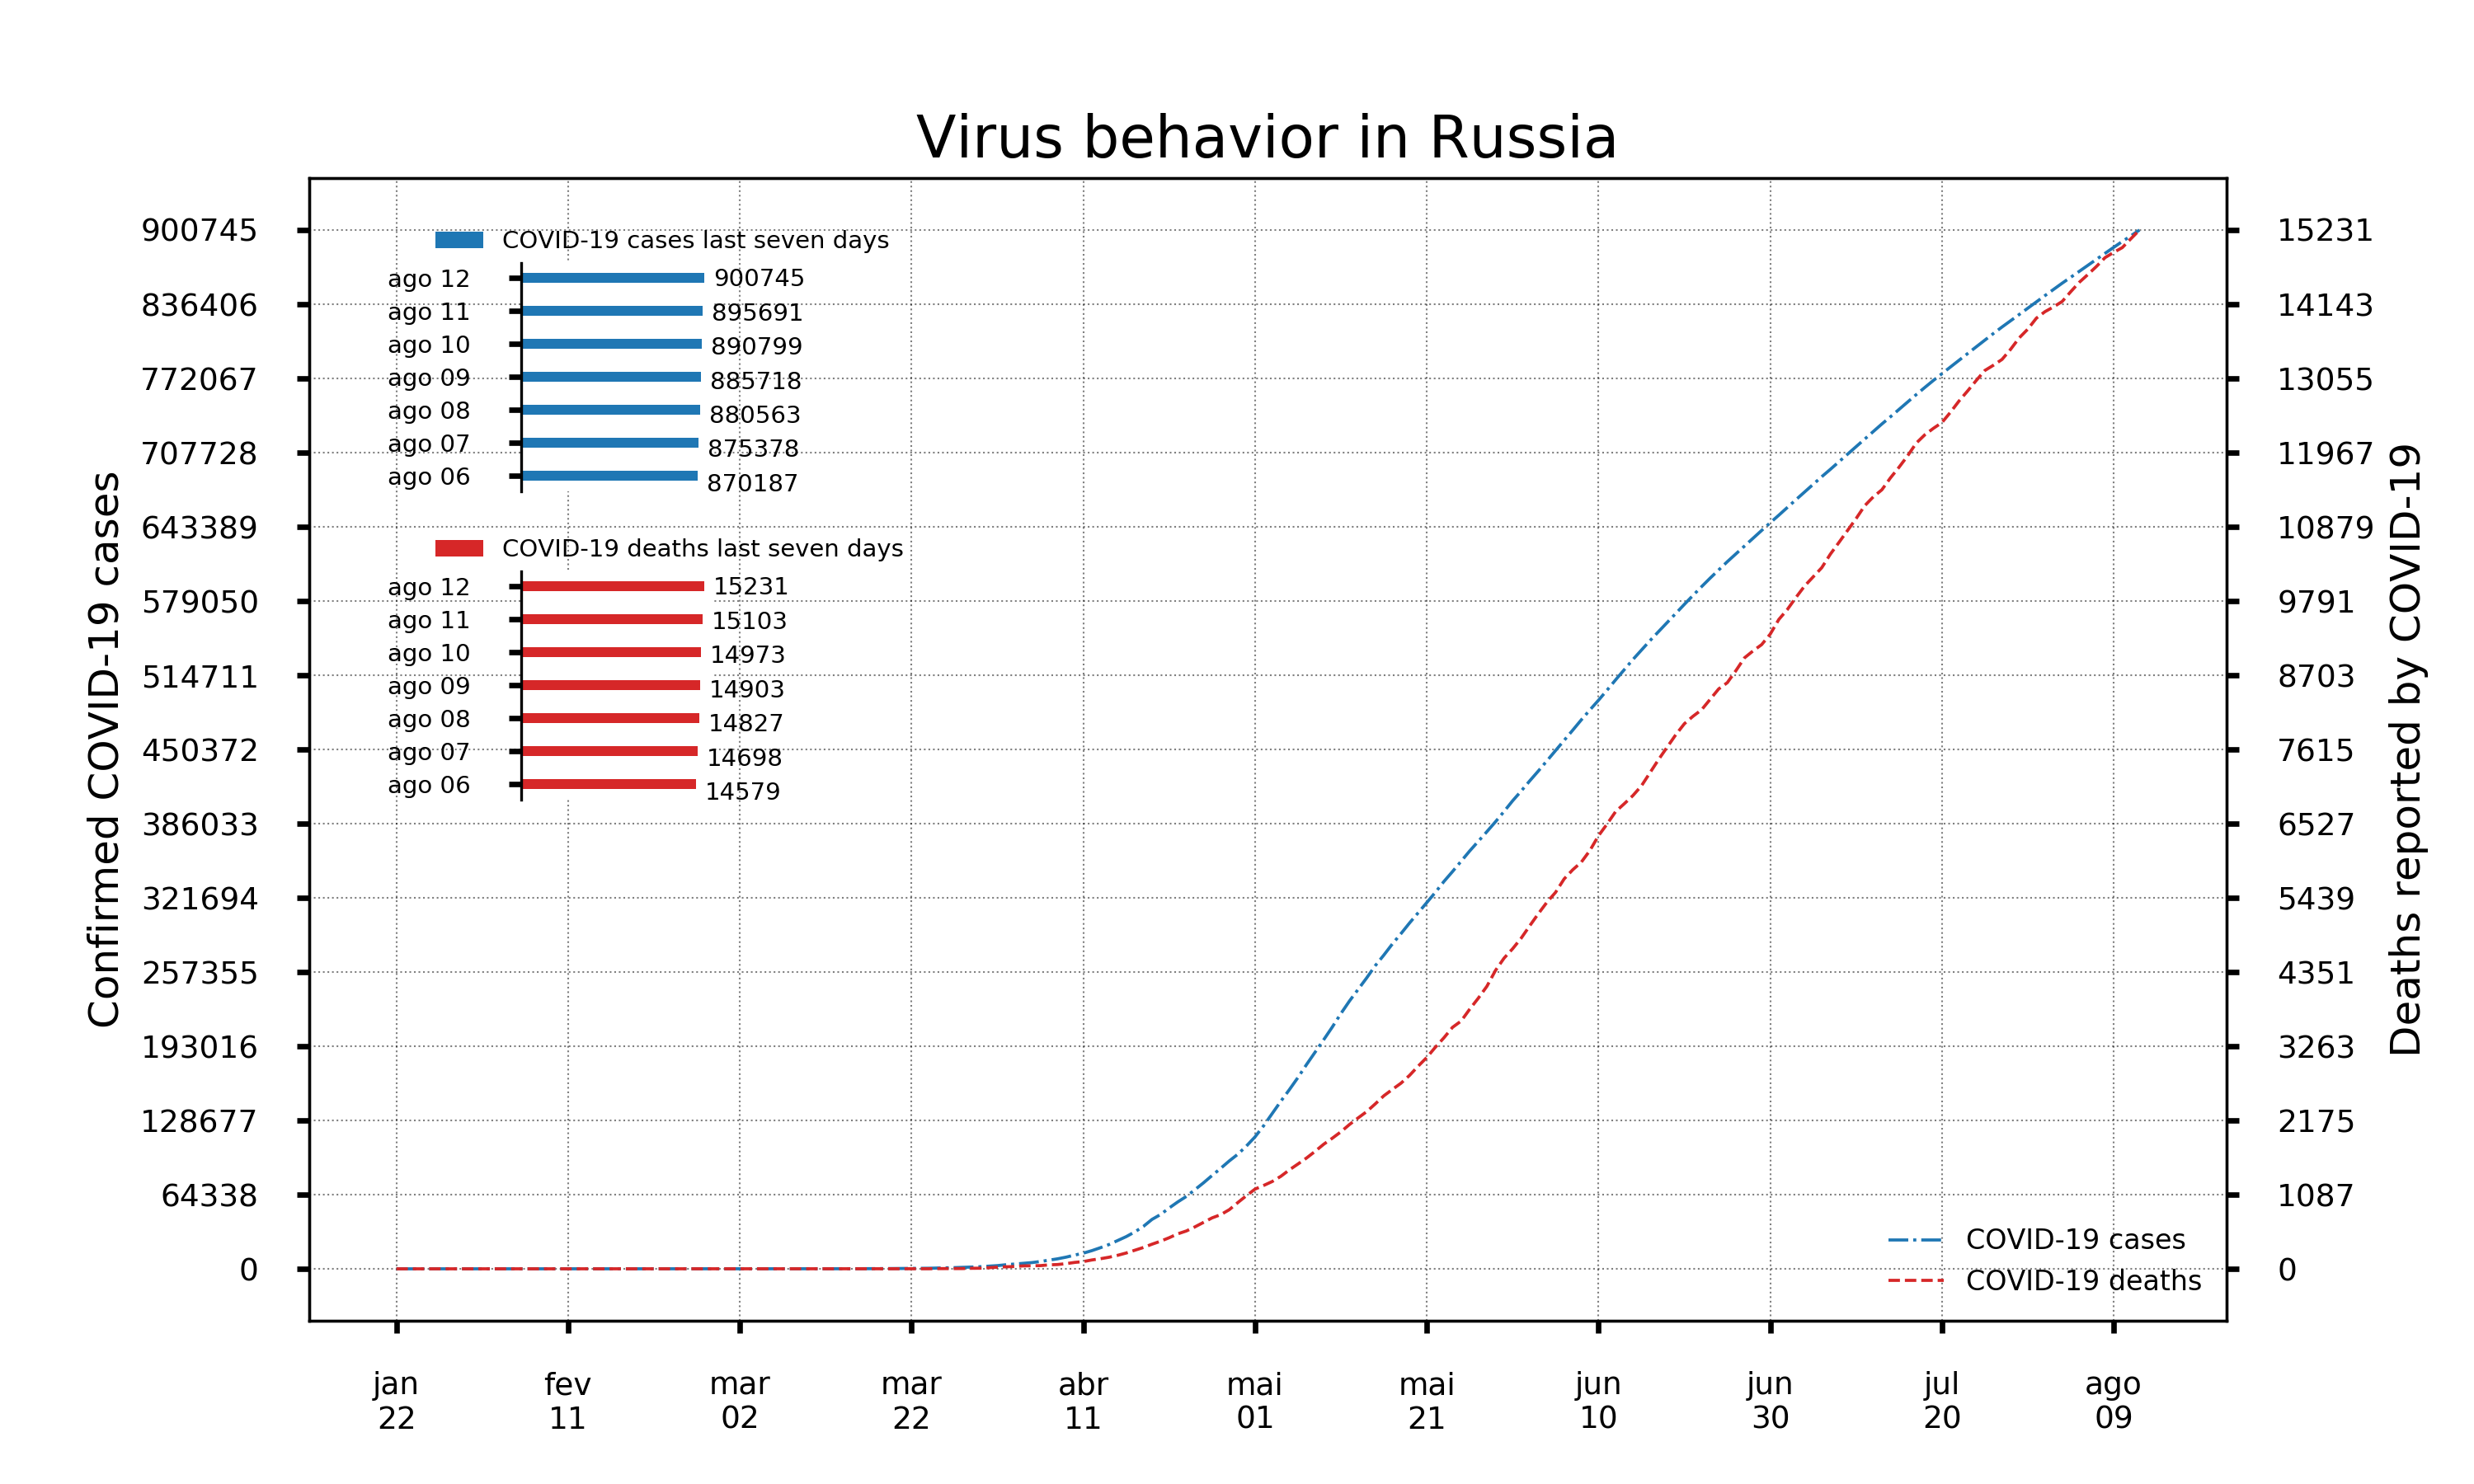 Virus behavior in Russia
Confirmed COVID-19 cases
900745
836406
772067
707728
643389
579050
514711
450372
386033
321694
257355
193016
128677
64338
0
COVID-19 cases last seven days
ago 12 900745
ago 11 895691
ago 10 890799
ago 09 885718
ago 08 880563
ago 07 875378
ago 06 870187
COVID-19 deaths last seven days
ago 12 15231
ago 11 15103
ago 10 14973
ago 09 14903
ago 08 14827
ago 07 14698
ago 06 14579
15231
14143
13055
11967
10879
9791
8703
7615
6527
5439
4351
3263
2175
1087
0
Deaths reported by COVID-19
COVID-19 cases
COVID-19 deaths
jan fev mar mar abr mai mai jun jun jul ago
22 11 02 22 11 01 21 10 30 20 09